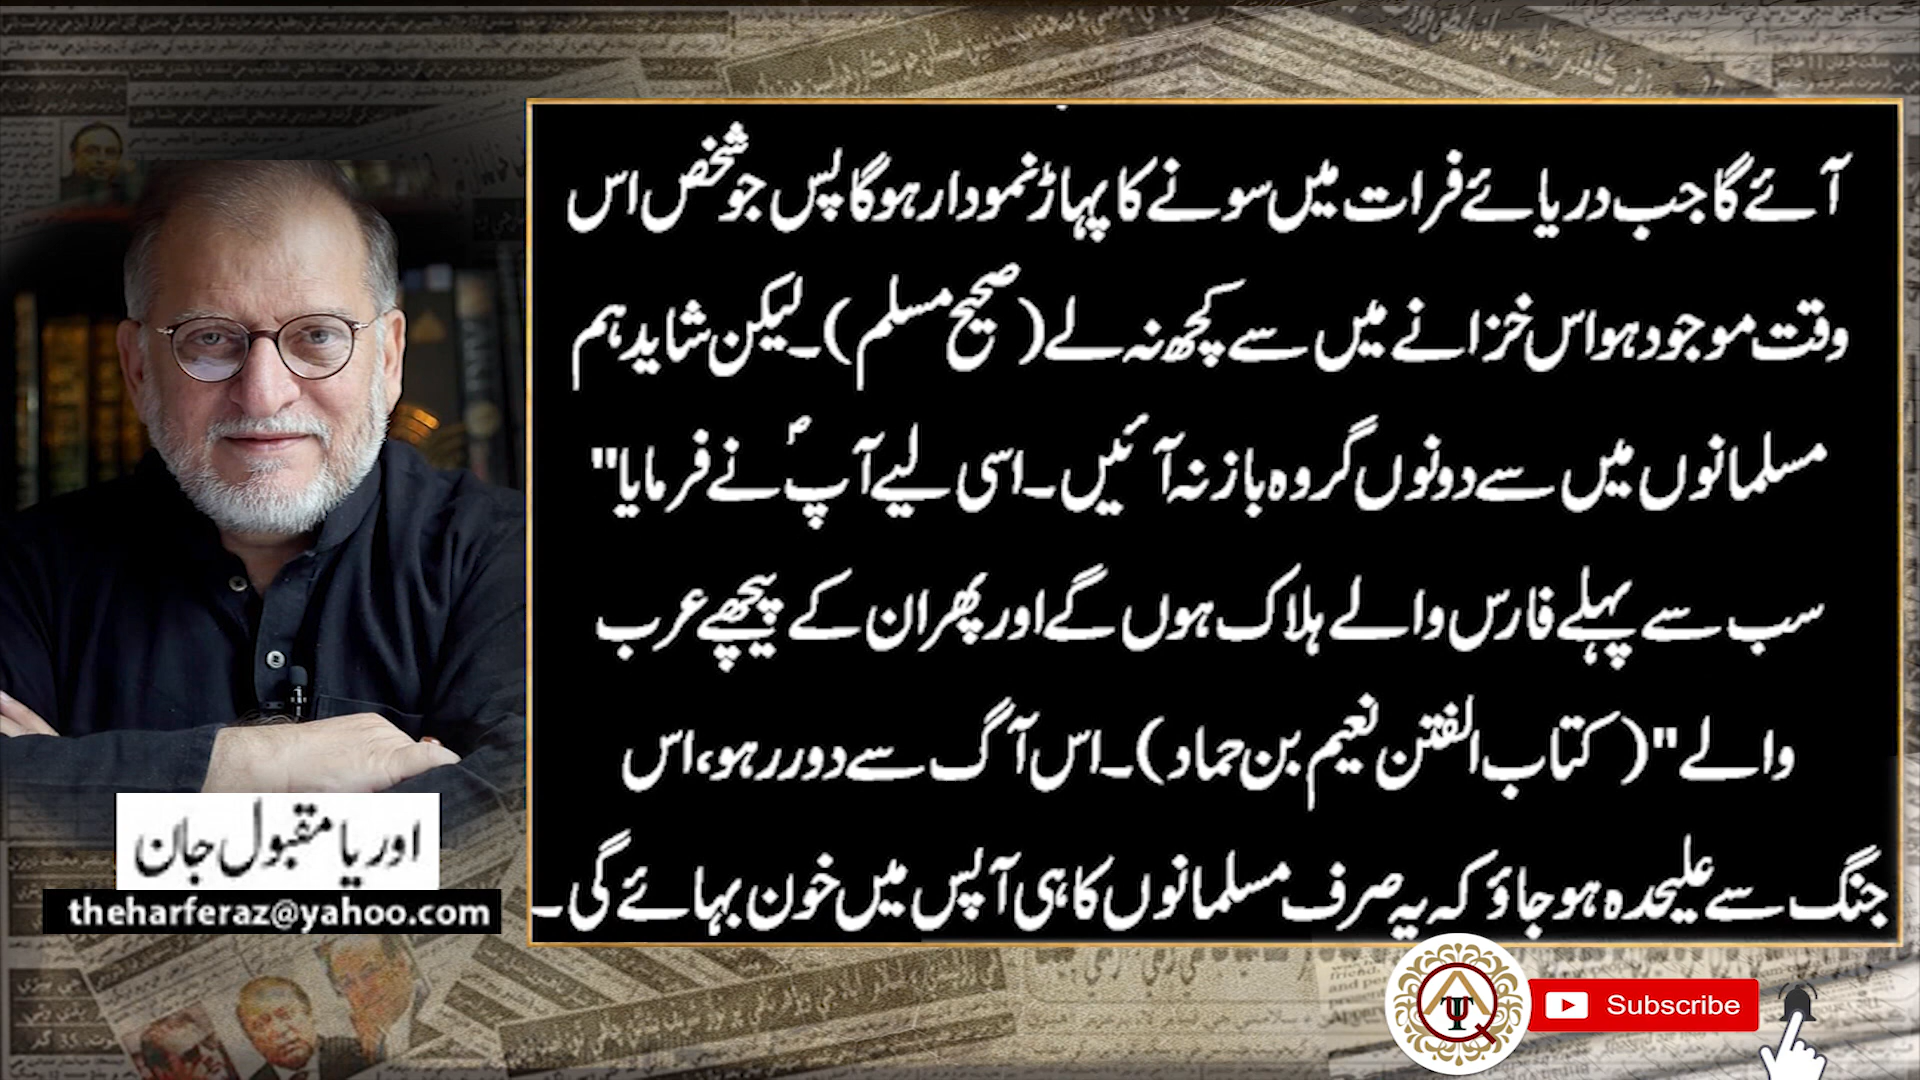 آئے گا جب دریائے فرات میں سونے کا پہاڑ نمودار ہو گا پس جو شخص اس
وقت موجود ہو اس خزانے میں سے کچھ نہ لے (صحیح مسلم)۔ لیکن شاید ہم
مسلمانوں میں سے دونوں گروہ باز نہ آئیں۔ اسی لیے آپؐ نے فرمایا "
سب سے پہلے فارس والے ہلاک ہوں گے اور پھر ان کے پیچھے عرب
والے" (کتاب الفتن نعیم بن حماد)۔ اس آگ سے دور رہو، اس
جنگ سے علیحدہ ہو جاؤ کہ یہ صرف مسلمانوں کا ہی آپس میں خون بہائے گی۔
اوریا مقبول جان
theharferaz@yahoo.com
Subscribe